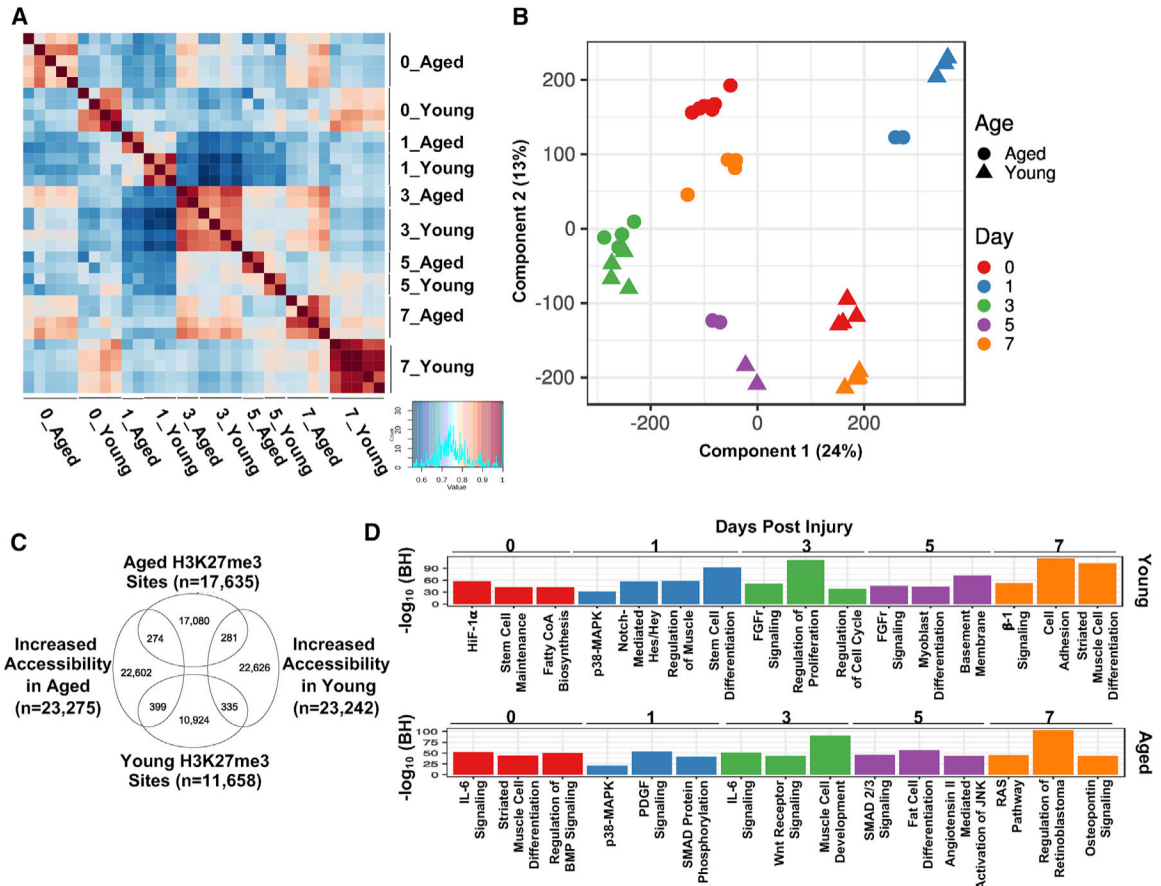 A
0_Aged
0_Young
1_Aged
1_Young
3_Aged
3_Young
5_Aged
5_Young
7_Aged
7_Young
0_Aged
0_Young
1_Aged
1_Young
3_Aged
3_Young
5_Aged
5_Young
7_Aged
7_Young
Count
0 10 20 30
0.6 0.7 0.8 0.9 1
Value
B
Component 2 (13%)
200
100
0
-100
-200
-200 0 200
Component 1 (24%)
Age
Aged
Young
Day
0
1
3
5
7
C
Aged H3K27me3
Sites (n=17,635)
Increased
Accessibility
in Aged
(n=23,275)
17,080
274
281
22,602
22,626
399
335
10,924
Increased
Accessibility
in Young
(n=23,242)
Young H3K27me3
Sites (n=11,658)
D
Days Post Injury
0 1 3 5 7
-log10 (BH)
90
60
30
0
Young
HiF-1α
Stem Cell
Maintenance
Fatty CoA
Biosynthesis
p38-MAPK
Notch-
Mediated
Hes/Hey
Regulation
of Muscle
Stem Cell
Differentiation
FGFr
Signaling
Regulation of
Proliferation
Regulation
of Cell Cycle
FGFr
Signaling
Myoblast
Differentiation
Basement
Membrane
β-1
Signaling
Cell
Adhesion
Striated
Muscle Cell
Differentiation
0 1 3 5 7
-log10 (BH)
100
75
50
25
0
Aged
IL-6
Signaling
Striated
Muscle Cell
Differentiation
Regulation of
BMP Signaling
p38-MAPK
PDGF
Signaling
SMAD Protein
Phosphorylation
IL-6
Signaling
Wnt Receptor
Signaling
Muscle Cell
Development
SMAD 2/3
Signaling
Fat Cell
Differentiation
Angiotensin II
Mediated
Activation of JNK
RAS
Pathway
Regulation of
Retinoblastoma
Osteopontin
Signaling